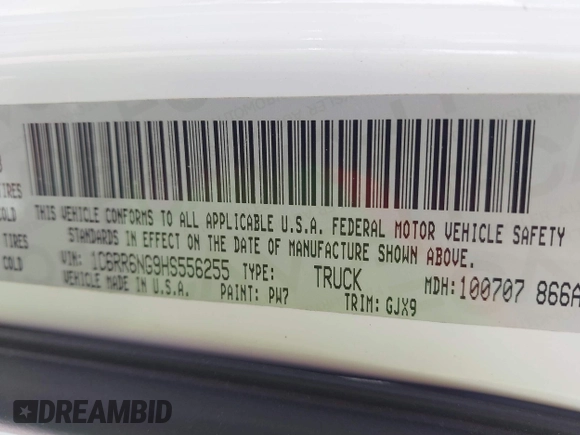 TIRES
COLD
TIRES
COLD
THIS VEHICLE CONFORMS TO ALL APPLICABLE U.S.A. FEDERAL MOTOR VEHICLE SAFETY
STANDARDS IN EFFECT ON THE DATE OF MANUFACTURE SHOWN ABOVE.
VIN: 1C6RR6NG9HS556255 TYPE: TRUCK MDH: 100707 866A
VEHICLE MADE IN U.S.A. PAINT: PW7 TRIM: GJX9
DREAMBID